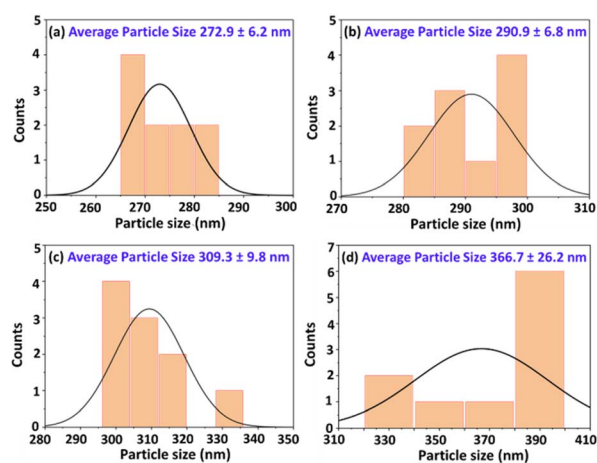 (a) Average Particle Size 272.9 ± 6.2 nm
5
4
3
2
1
0
Counts
250 260 270 280 290 300
Particle size (nm)
(b) Average Particle Size 290.9 ± 6.8 nm
5
4
3
2
1
0
Counts
270 280 290 300 310
Particle size (nm)
(c) Average Particle Size 309.3 ± 9.8 nm
5
4
3
2
1
0
Counts
280 290 300 310 320 330 340 350
Particle size (nm)
(d) Average Particle Size 366.7 ± 26.2 nm
7
6
5
4
3
2
1
0
Counts
310 330 350 370 390 410
Particle size (nm)